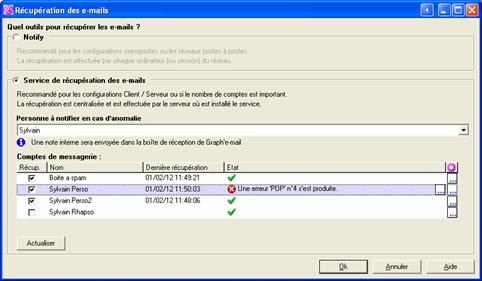 Récupération des e-mails
Quel outils pour récupérer les e-mails ?
Notify
Recommandé pour les configurations monopostes ou les réseaux postes à postes.
La récupération est effectuée par chaque ordinateur (ou session) du réseau.
Service de récupération des e-mails
Recommandé pour les configurations Client / Serveur ou si le nombre de comptes est important.
La récupération est centralisée et est effectuée par le serveur où est installé le service.
Personne à notifier en cas d'anomalie
Sylvain
Une note interne sera envoyée dans la boîte de réception de Graph'e-mail
Comptes de messagerie :
Récup. Nom Dernière récupération Etat
Boite a spam 01/02/12 11:49:21 ...
Sylvain Perso 01/02/12 11:50:03 Une erreur 'POP' n°4 s'est produite. ... ...
Sylvain Perso2 01/02/12 11:48:06 ...
Sylvain Rhapso ...
Actualiser
Ok Annuler Aide